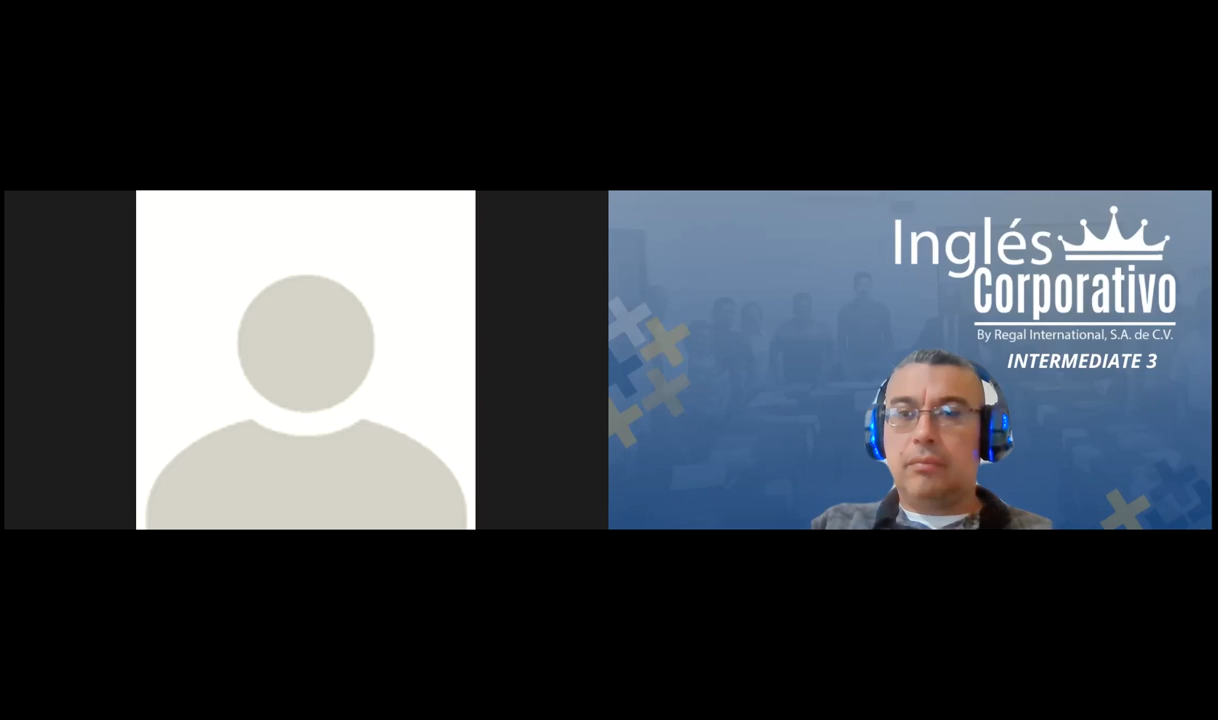 Inglés
Corporativo
By Regal International, S.A. de C.V.
INTERMEDIATE 3